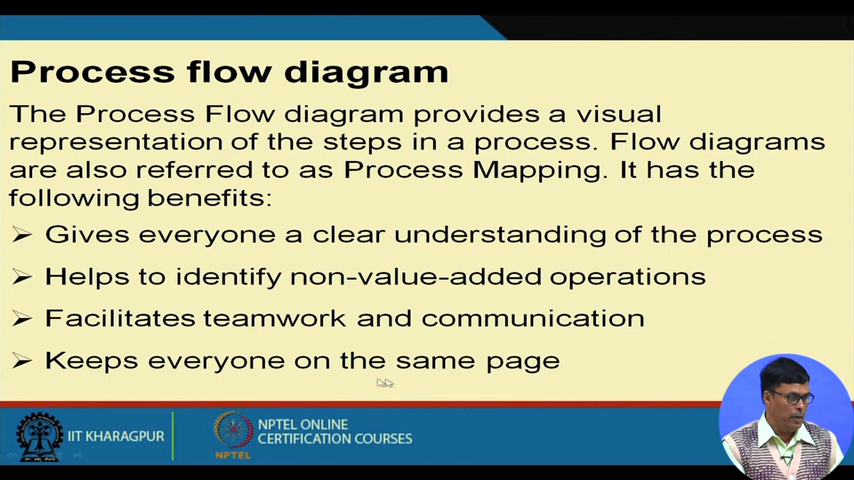 Process flow diagram
The Process Flow diagram provides a visual
representation of the steps in a process. Flow diagrams
are also referred to as Process Mapping. It has the
following benefits:
➢ Gives everyone a clear understanding of the process
➢ Helps to identify non-value-added operations
➢ Facilitates teamwork and communication
➢ Keeps everyone on the same page
IIT KHARAGPUR
NPTEL
NPTEL ONLINE
CERTIFICATION COURSES